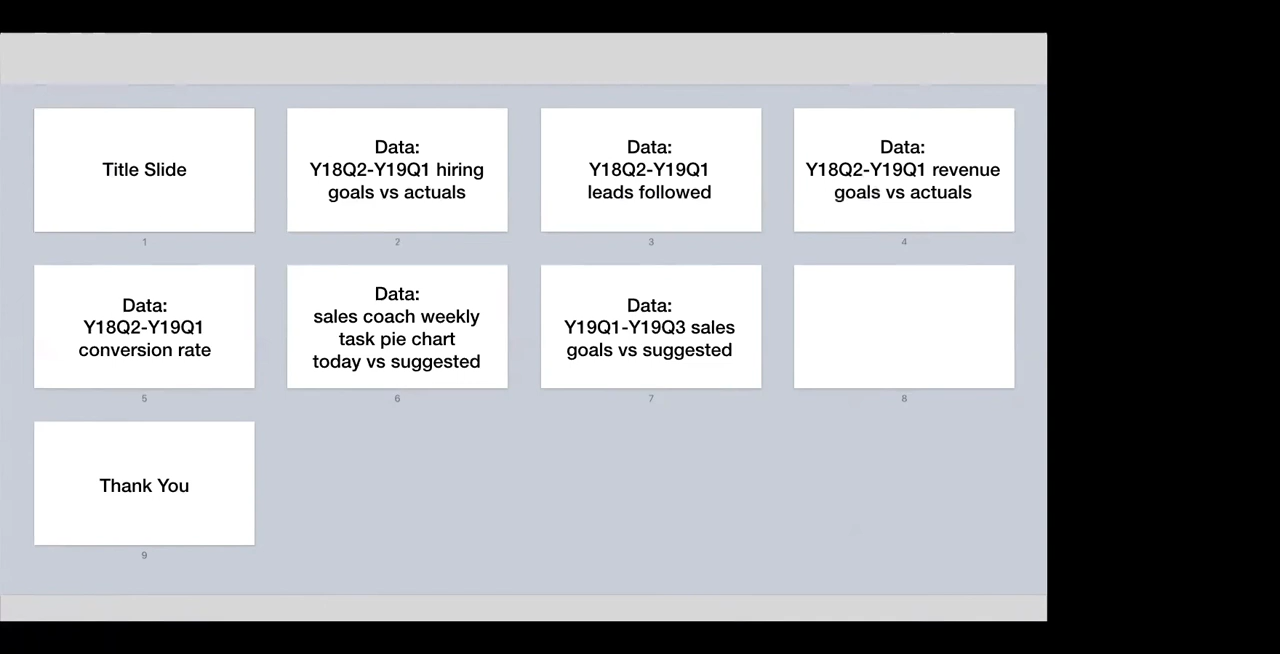 Title Slide
1
Data:
Y18Q2-Y19Q1 hiring
goals vs actuals
2
Data:
Y18Q2-Y19Q1
leads followed
3
Data:
Y18Q2-Y19Q1 revenue
goals vs actuals
4
Data:
Y18Q2-Y19Q1
conversion rate
5
Data:
sales coach weekly
task pie chart
today vs suggested
6
Data:
Y19Q1-Y19Q3 sales
goals vs suggested
7
8
Thank You
9